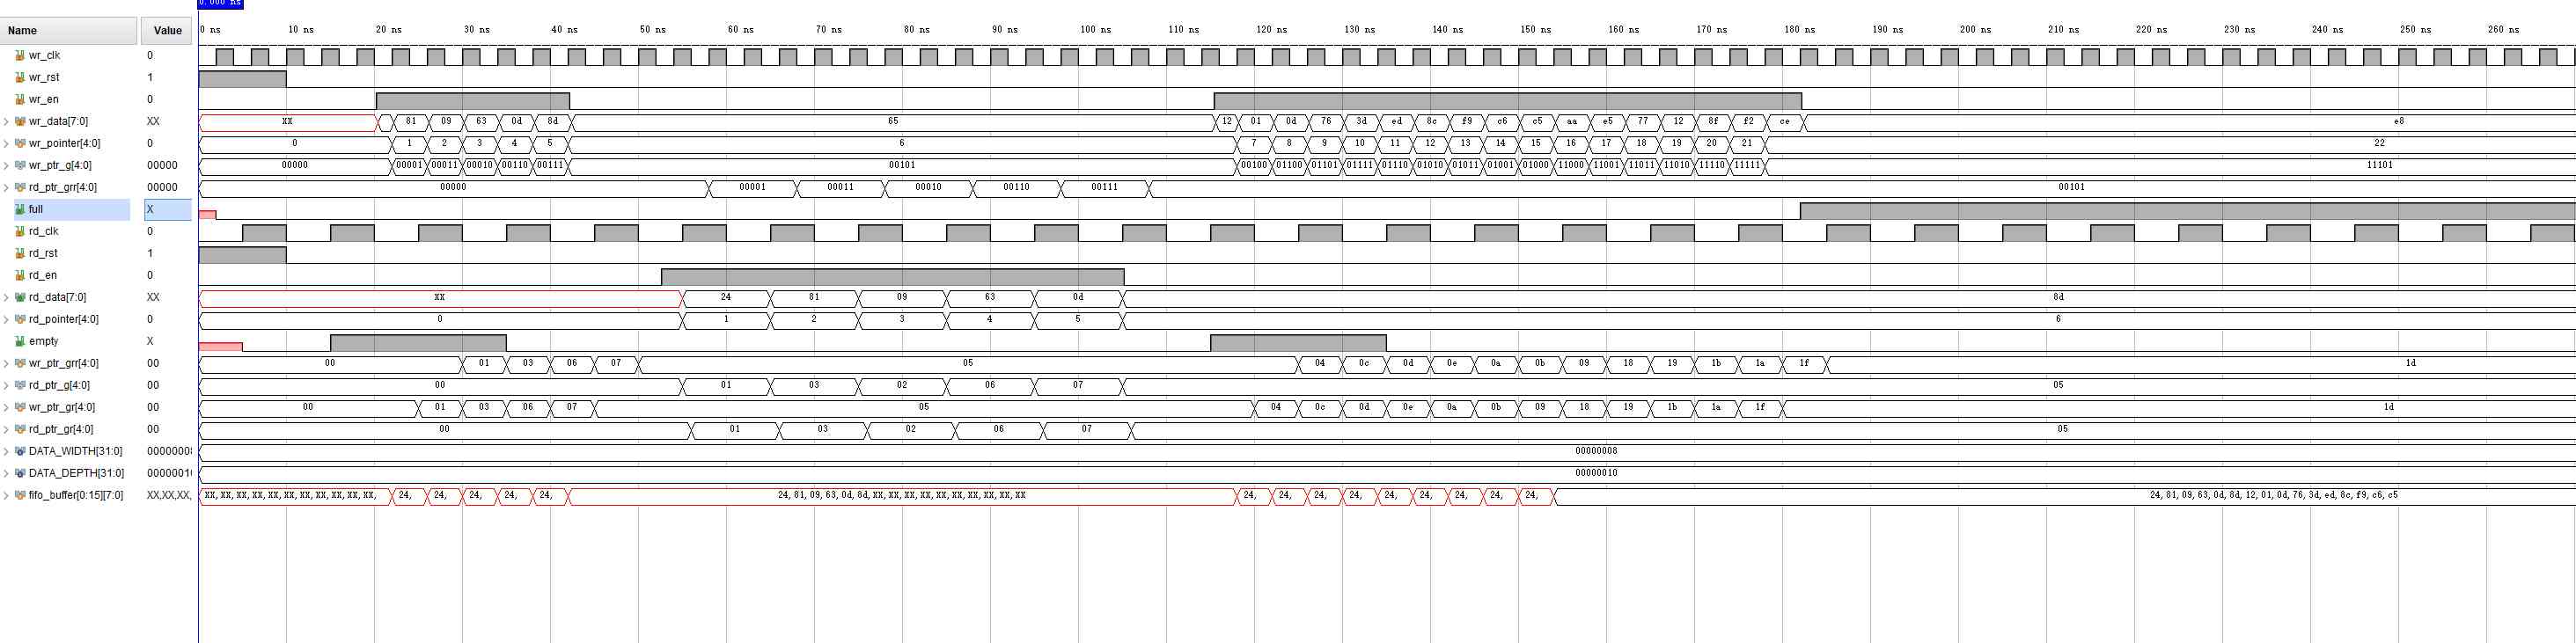 0.000 ns
Name Value 0 ns 10 ns 20 ns 30 ns 40 ns 50 ns 60 ns 70 ns 80 ns 90 ns 100 ns 110 ns 120 ns 130 ns 140 ns 150 ns 160 ns 170 ns 180 ns 190 ns 200 ns 210 ns 220 ns 230 ns 240 ns 250 ns 260 ns
wr_clk 0
wr_rst 1
wr_en 0
wr_data[7:0] XX XX 81 09 63 0d 8d 65 12 01 0d 76 3d ed 8c f9 c6 c5 aa e5 77 12 8f f2 ce e8
wr_pointer[4:0] 0 0 1 2 3 4 5 6 7 8 9 10 11 12 13 14 15 16 17 18 19 20 21 22
wr_ptr_g[4:0] 00000 00000 00001 00011 00010 00110 00111 00101 00100 01100 01101 01111 01110 01010 01011 01001 01000 11000 11001 11011 11010 11110 11111 11101
rd_ptr_grr[4:0] 00000 00000 00001 00011 00010 00110 00111 00101
full X
rd_clk 0
rd_rst 1
rd_en 0
rd_data[7:0] XX XX 24 81 09 63 0d 8d
rd_pointer[4:0] 0 0 1 2 3 4 5 6
empty X
wr_ptr_grr[4:0] 00 00 01 03 06 07 05 04 0c 0d 0e 0a 0b 09 18 19 1b 1a 1f 1d
rd_ptr_g[4:0] 00 00 01 03 02 06 07 05
wr_ptr_gr[4:0] 00 00 01 03 06 07 05 04 0c 0d 0e 0a 0b 09 18 19 1b 1a 1f 1d
rd_ptr_gr[4:0] 00 00 01 03 02 06 07 05
DATA_WIDTH[31:0] 0000000 00000008
DATA_DEPTH[31:0] 0000001 00000010
fifo_buffer[0:15][7:0] XX,XX,XX, XX, XX, XX, XX, XX, XX, XX, XX, XX, XX, XX, 24, 24, 24, 24, 24, 24, 81, 09, 63, 0d, 8d, XX, XX, XX, XX, XX, XX, XX, XX, XX, XX 24, 24, 24, 24, 24, 24, 24, 24, 24, 24, 81, 09, 63, 0d, 8d, 12, 01, 0d, 76, 3d, ed, 8c, f9, c6, c5